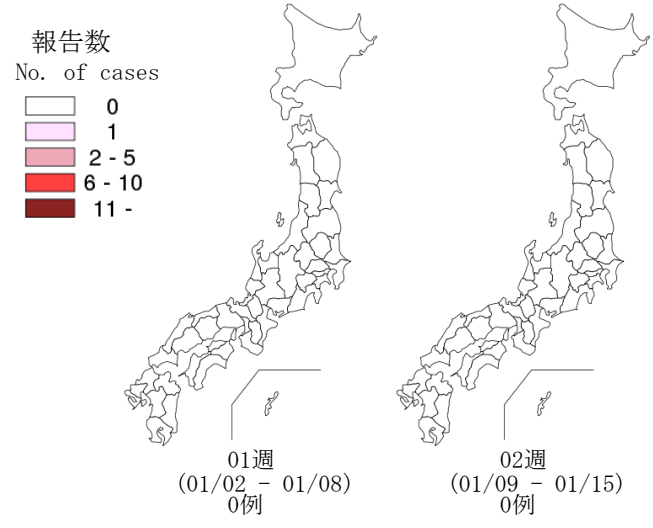 報告数
No. of cases
0
1
2 - 5
6 - 10
11 -
01週
(01/02 - 01/08)
0例
02週
(01/09 - 01/15)
0例